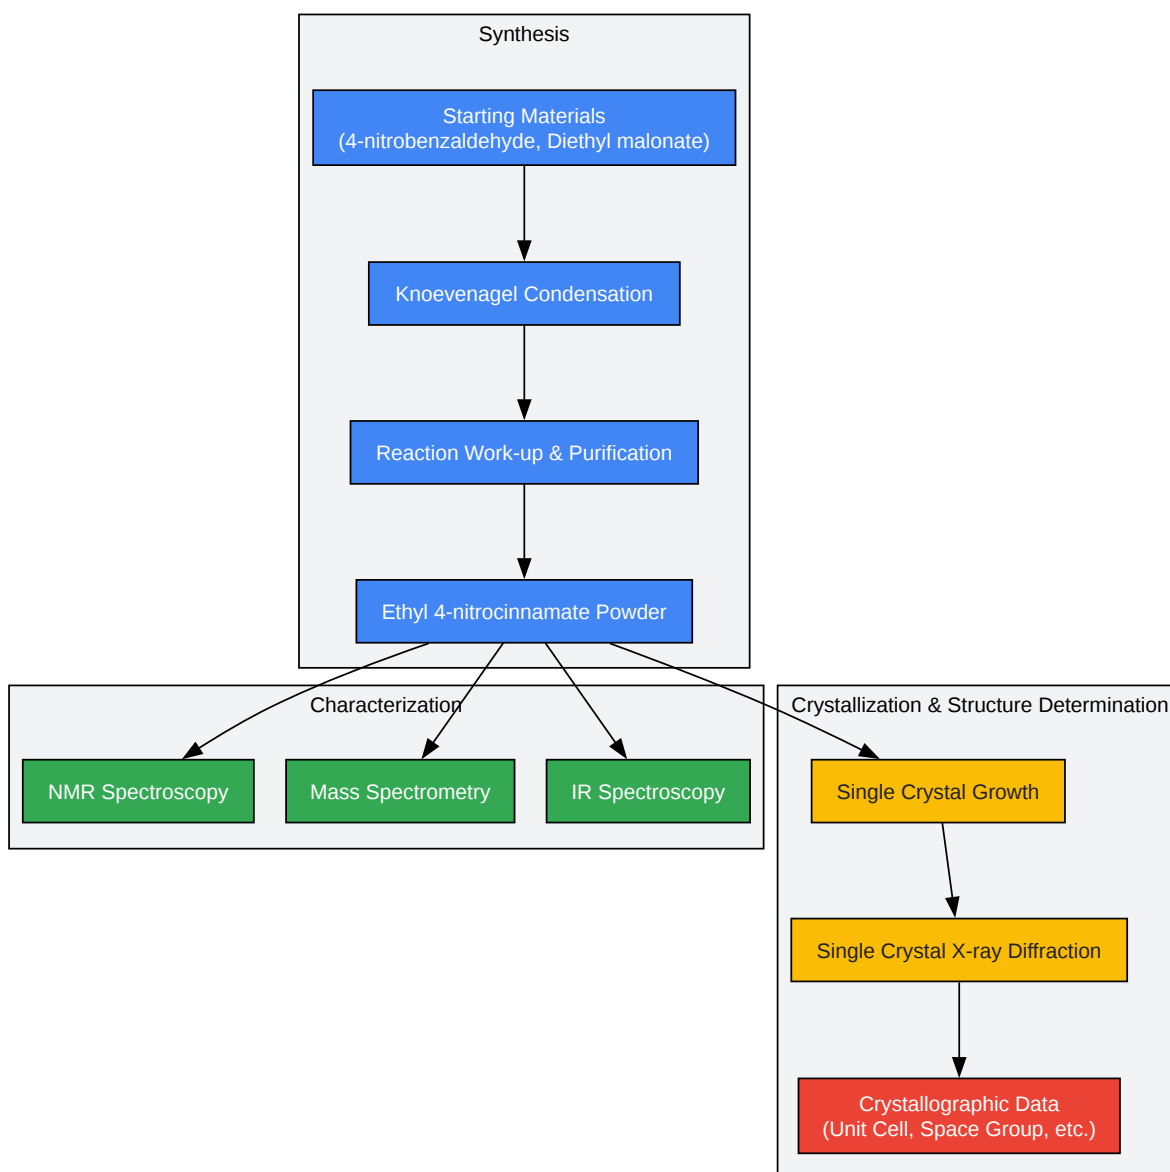 Synthesis
Starting Materials
(4-nitrobenzaldehyde, Diethyl malonate)
Knoevenagel Condensation
Reaction Work-up & Purification
Ethyl 4-nitrocinnamate Powder
Characterization
NMR Spectroscopy
Mass Spectrometry
IR Spectroscopy
Crystallization & Structure Determination
Single Crystal Growth
Single Crystal X-ray Diffraction
Crystallographic Data
(Unit Cell, Space Group, etc.)